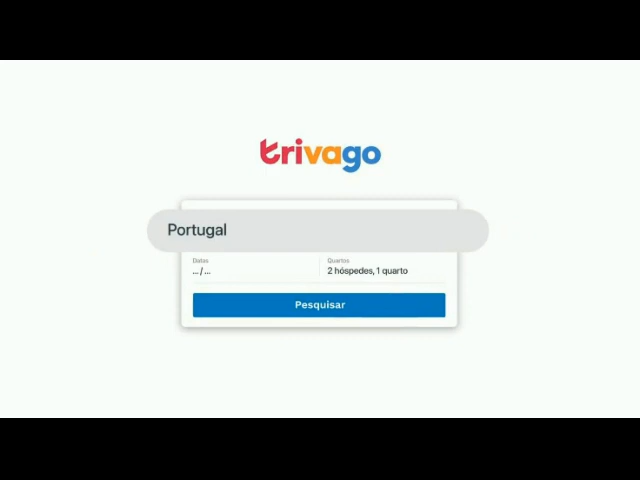 trivago
Portugal
Datas
Quartos
... / ...
2 hóspedes, 1 quarto
Pesquisar